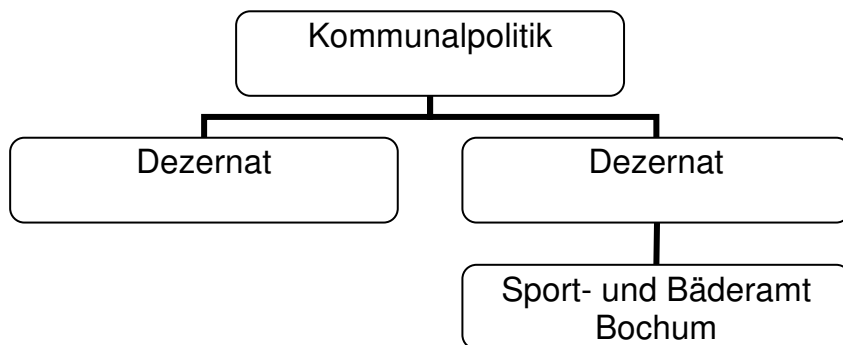 Kommunalpolitik
Dezernat
Dezernat
Sport- und Bäderamt
Bochum